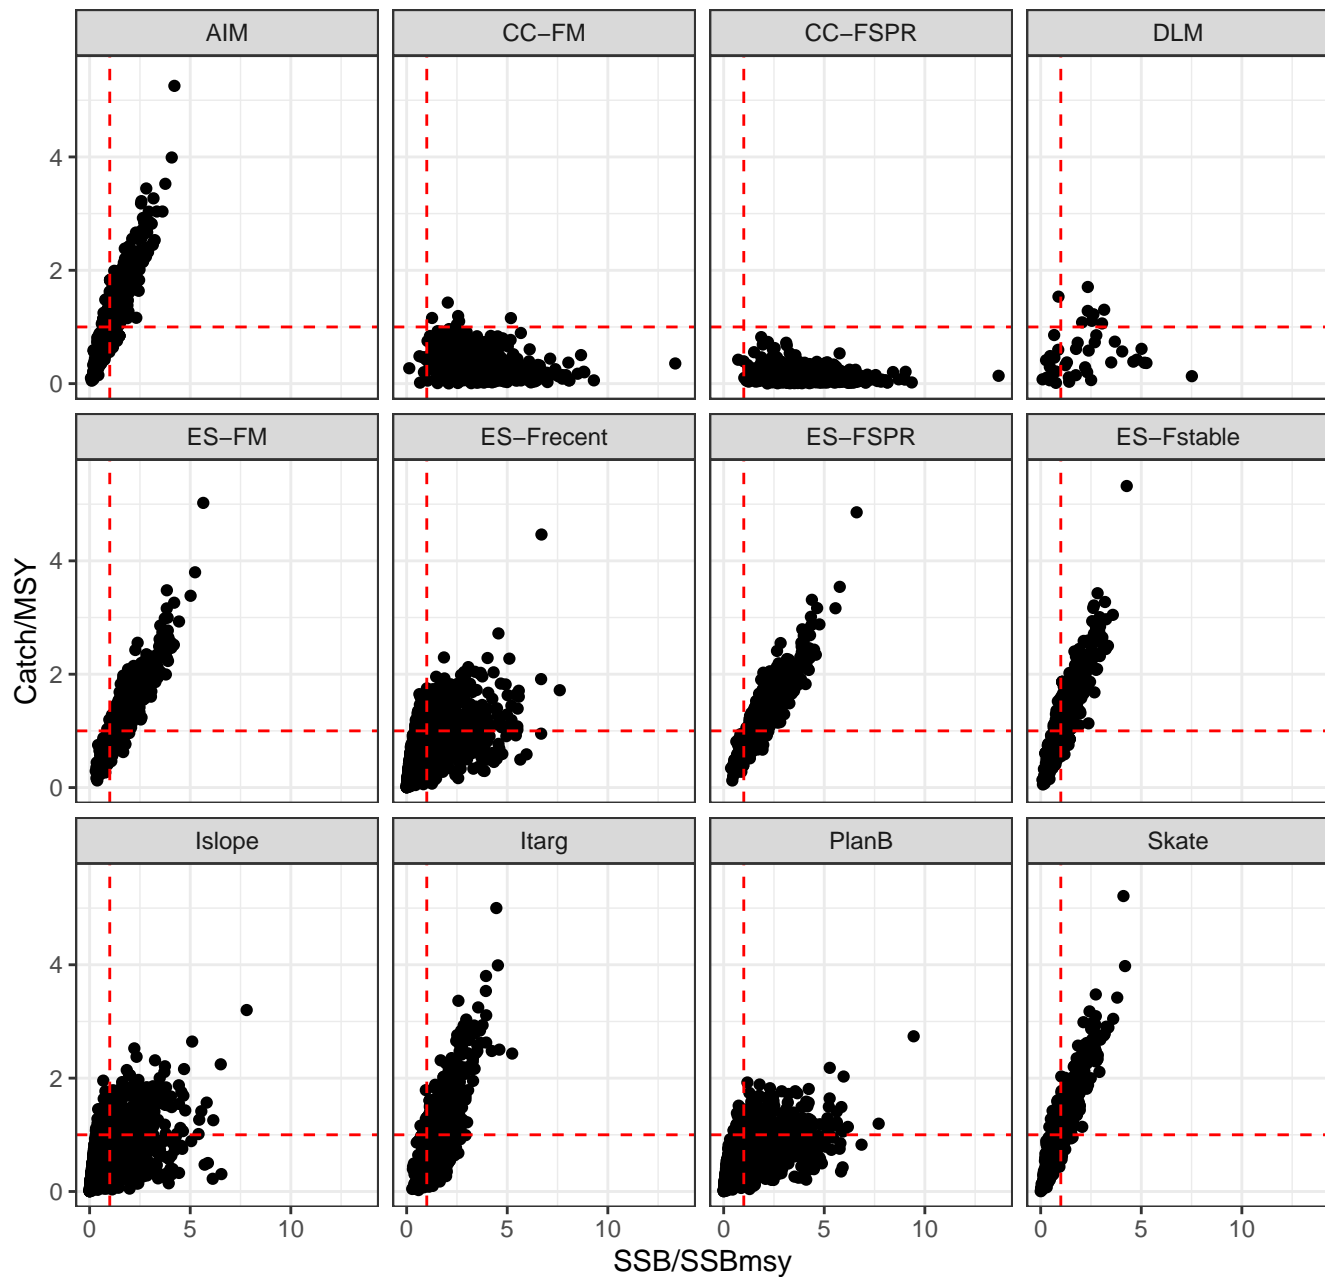 AIM CC−FM CC−FSPR DLM
4
2
0
ES−FM ES−Frecent ES−FSPR ES−Fstable
4
2
0
Islope Itarg PlanB Skate
4
2
0
0 5 10 0 5 10 0 5 10 0 5 10
SSB/SSBmsy
Catch/MSY